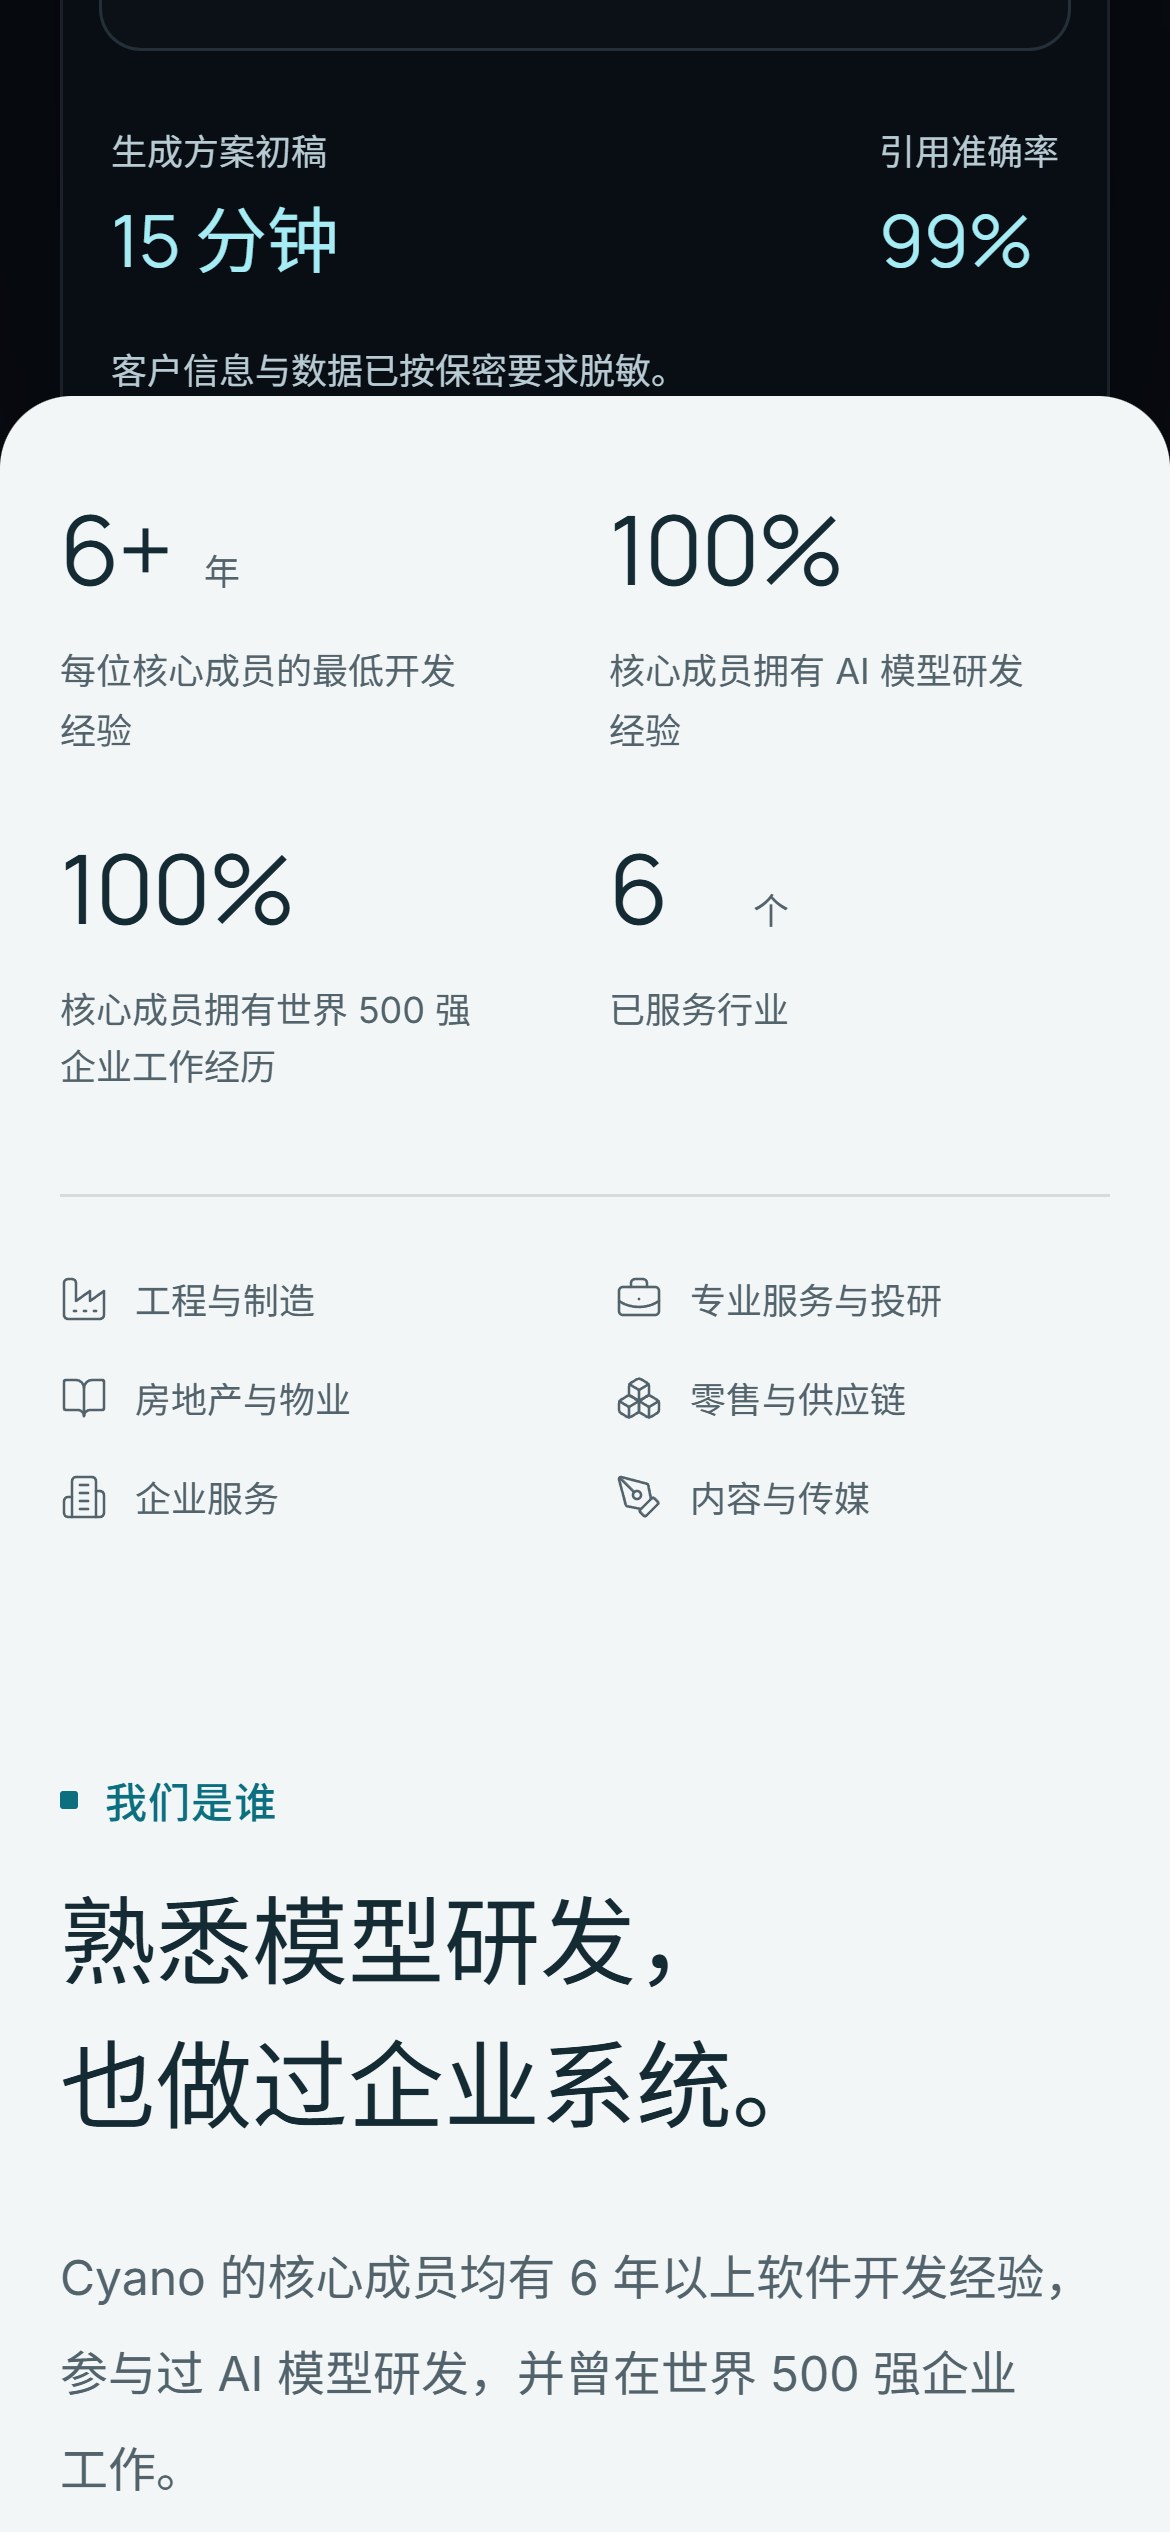 生成方案初稿
引用准确率
15 分钟
99%
客户信息与数据已按保密要求脱敏。
6+ 年
100%
每位核心成员的最低开发
经验
核心成员拥有 AI 模型研发
经验
100%
6 个
核心成员拥有世界 500 强
企业工作经历
已服务行业
工程与制造
专业服务与投研
房地产与物业
零售与供应链
企业服务
内容与传媒
我们是谁
熟悉模型研发，
也做过企业系统。
Cyano 的核心成员均有 6 年以上软件开发经验，
参与过 AI 模型研发，并曾在世界 500 强企业
工作。